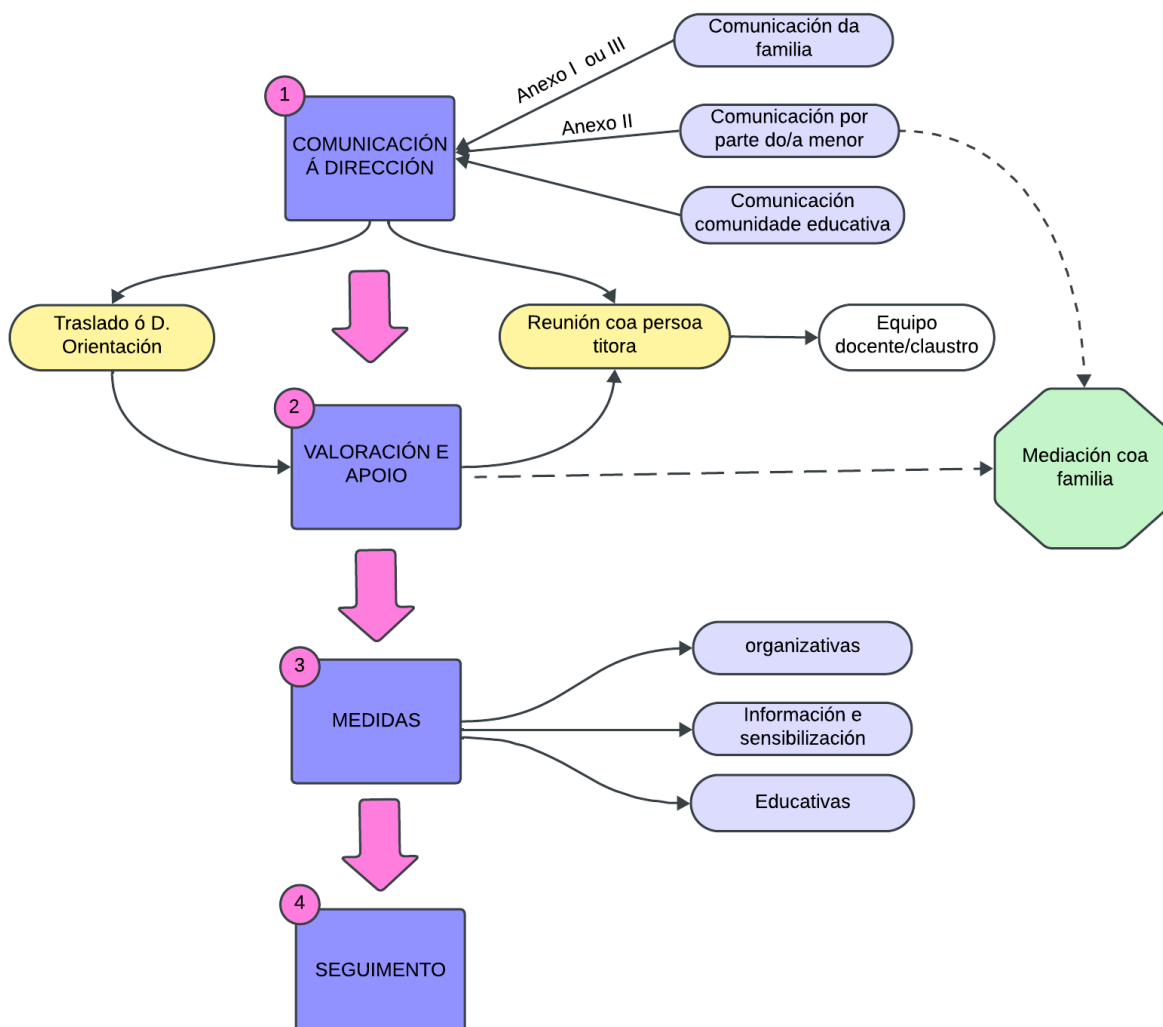 Comunicación da
familia
Anexo I ou III
1
COMUNICACIÓN
Á DIRECCIÓN
Anexo II
Comunicación por
parte do/a menor
Comunicación
comunidade educativa
Traslado ó D.
Orientación
Reunión coa persoa
titora
Equipo
docente/claustro
2
VALORACIÓN E
APOIO
Mediación coa
familia
3
MEDIDAS
organizativas
Información e
sensibilización
Educativas
4
SEGUIMENTO